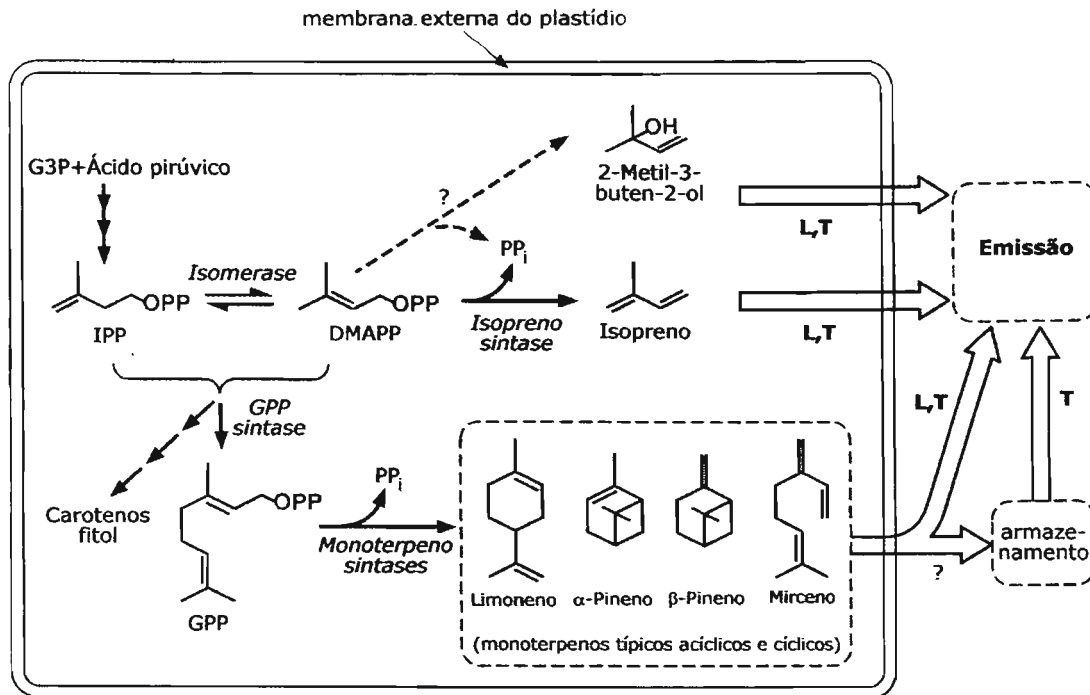 membrana.externa do plastídio
OH
G3P+Ácido pirúvico
2-Metil-3-
buten-2-ol
?
L,T
Emissão
PPi
Isomerase
OPP
OPP
IPP
DMAPP
Isopreno
sintase
Isopreno
L,T
GPP
sintase
L,T
T
Carotenos
fitol
OPP
PPi
Monoterpeno
sintases
GPP
Limoneno
α-Pineno
β-Pineno
Mirceno
(monoterpenos típicos acíclicos e cíclicos)
?
armaze-
namento